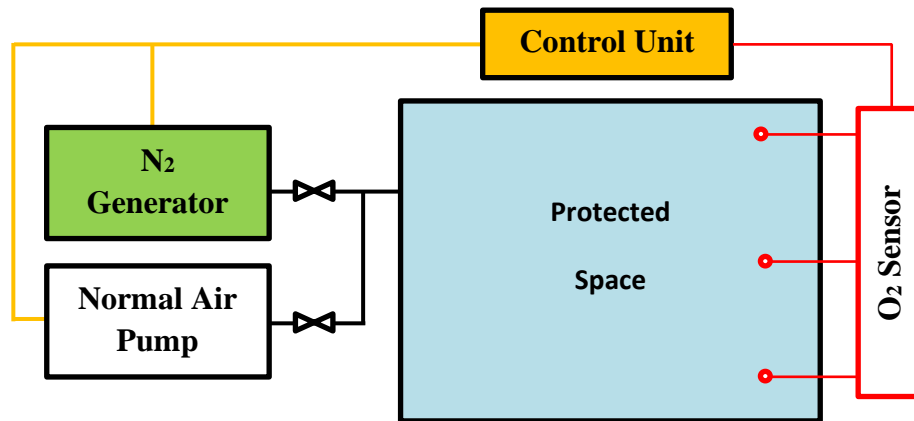 Control Unit
N₂
Generator
Normal Air
Pump
Protected
Space
O₂ Sensor